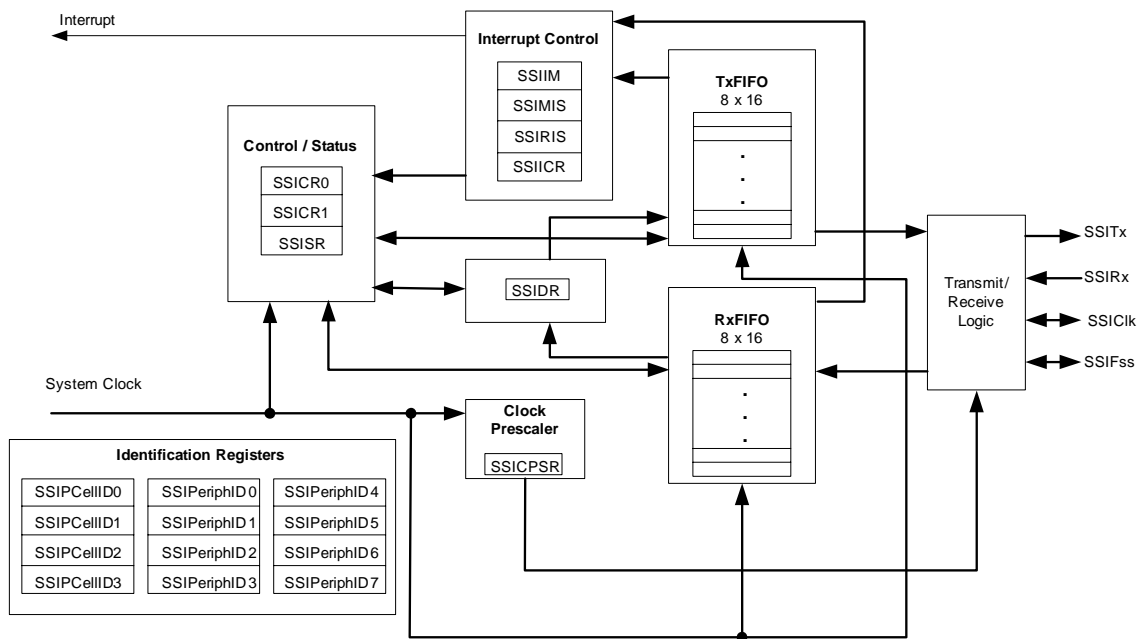 Interrupt
Interrupt Control
SSIIM
SSIMIS
SSIRIS
SSIICR
TxFIFO
8 x 16
.
.
.
Control / Status
SSICR0
SSICR1
SSISR
SSIDR
RxFIFO
8 x 16
.
.
.
Transmit/
Receive
Logic
SSITx
SSIRx
SSIClk
SSIFss
System Clock
Clock
Prescaler
SSICPSR
Identification Registers
SSIPCellID0
SSIPeriphID0
SSIPeriphID4
SSIPCellID1
SSIPeriphID1
SSIPeriphID5
SSIPCellID2
SSIPeriphID2
SSIPeriphID6
SSIPCellID3
SSIPeriphID3
SSIPeriphID7